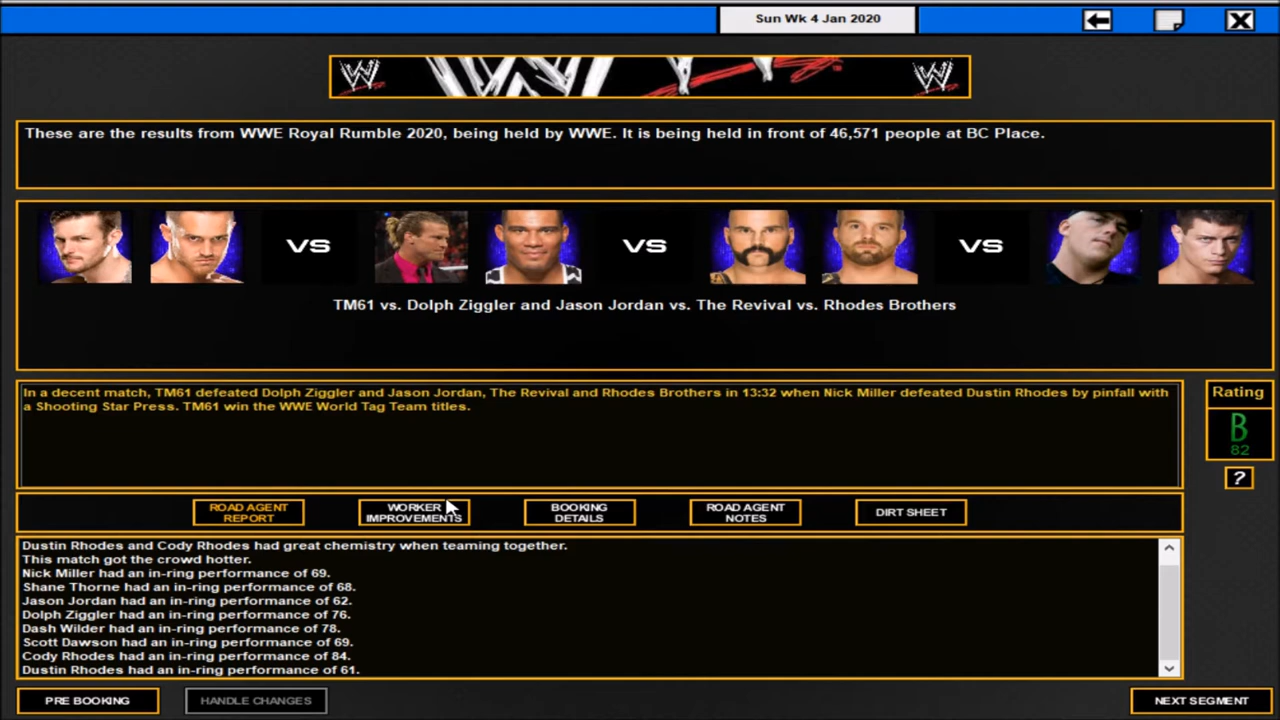 Sun Wk 4 Jan 2020
These are the results from WWE Royal Rumble 2020, being held by WWE. It is being held in front of 46,571 people at BC Place.
VS VS VS
TM61 vs. Dolph Ziggler and Jason Jordan vs. The Revival vs. Rhodes Brothers
In a decent match, TM61 defeated Dolph Ziggler and Jason Jordan, The Revival and Rhodes Brothers in 13:32 when Nick Miller defeated Dustin Rhodes by pinfall with
a Shooting Star Press. TM61 win the WWE World Tag Team titles.
Rating
B
82
?
ROAD AGENT
REPORT
WORKER
IMPROVEMENTS
BOOKING
DETAILS
ROAD AGENT
NOTES
DIRT SHEET
Dustin Rhodes and Cody Rhodes had great chemistry when teaming together.
This match got the crowd hotter.
Nick Miller had an in-ring performance of 69.
Shane Thorne had an in-ring performance of 68.
Jason Jordan had an in-ring performance of 62.
Dolph Ziggler had an in-ring performance of 76.
Dash Wilder had an in-ring performance of 78.
Scott Dawson had an in-ring performance of 69.
Cody Rhodes had an in-ring performance of 84.
Dustin Rhodes had an in-ring performance of 61.
PRE BOOKING
HANDLE CHANGES
NEXT SEGMENT